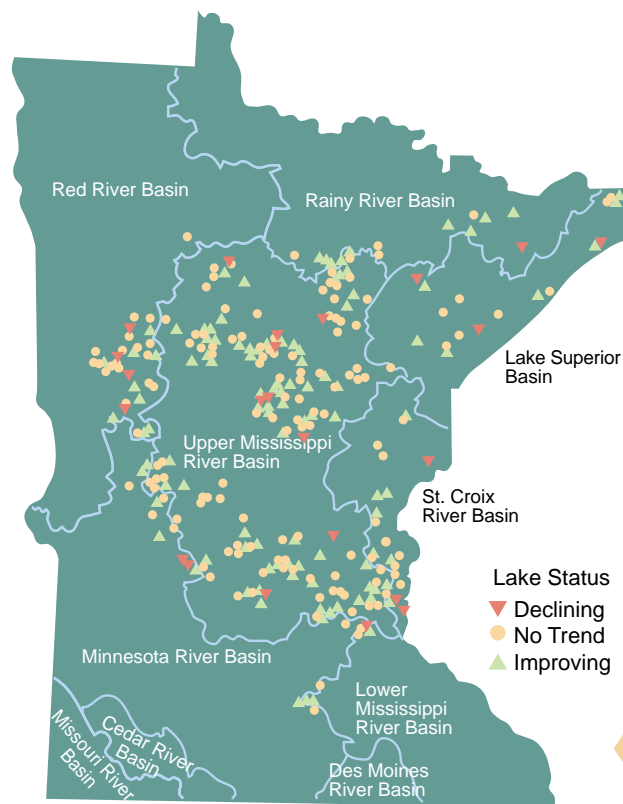 Red River Basin
Rainy River Basin
Lake Superior
Basin
Upper Mississippi
River Basin
St. Croix
River Basin
Lake Status
Declining
No Trend
Improving
Minnesota River Basin
Lower
Mississippi
River Basin
Cedar River
Basin
Missouri River
Basin
Des Moines
River Basin